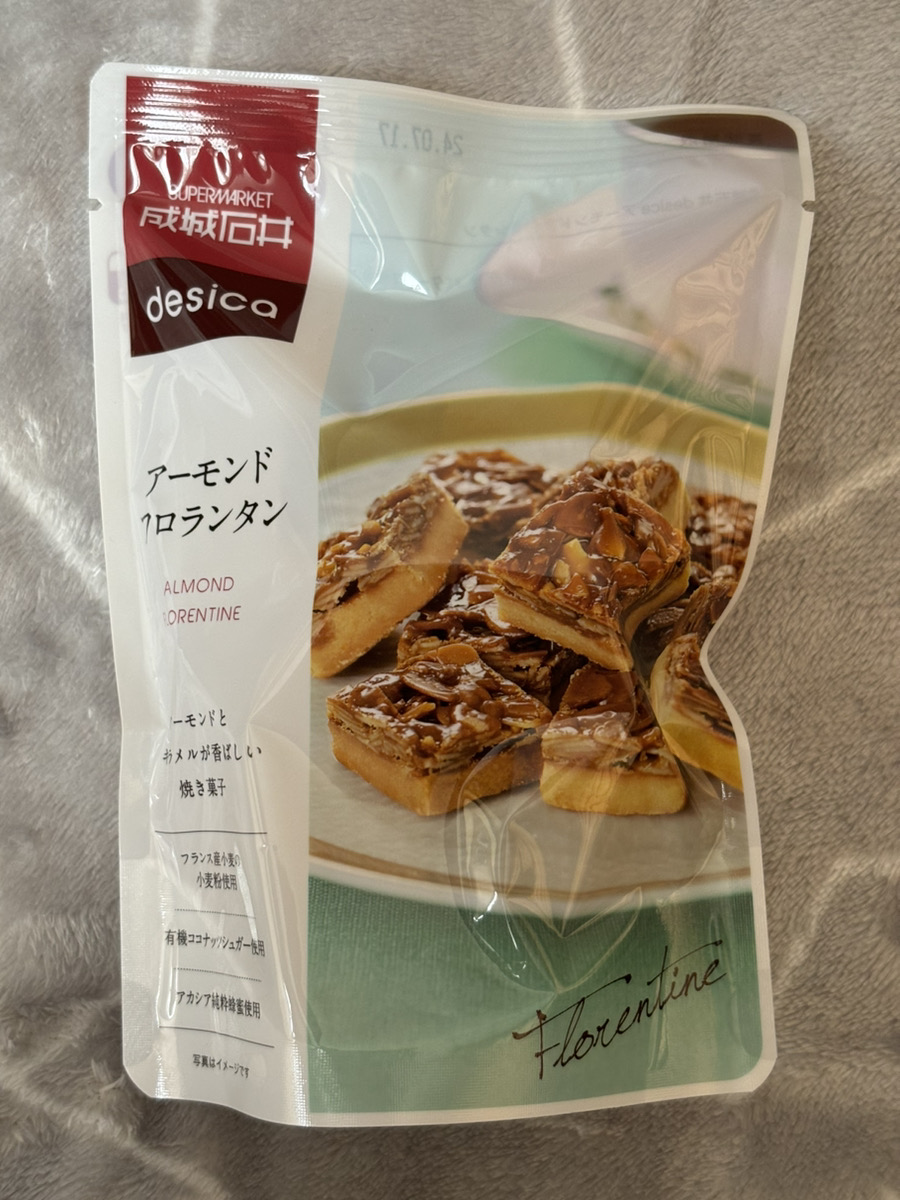 SUPERMARKET
成城石井
desica
24.07.17
アーモンド
フロランタン
ALMOND
FLORENTINE
アーモンドと
キャラメルが香ばしい
焼き菓子
フランス産小麦の
小麦粉使用
有機ココナッツシュガー使用
アカシア純粋蜂蜜使用
写真はイメージです
Florentine